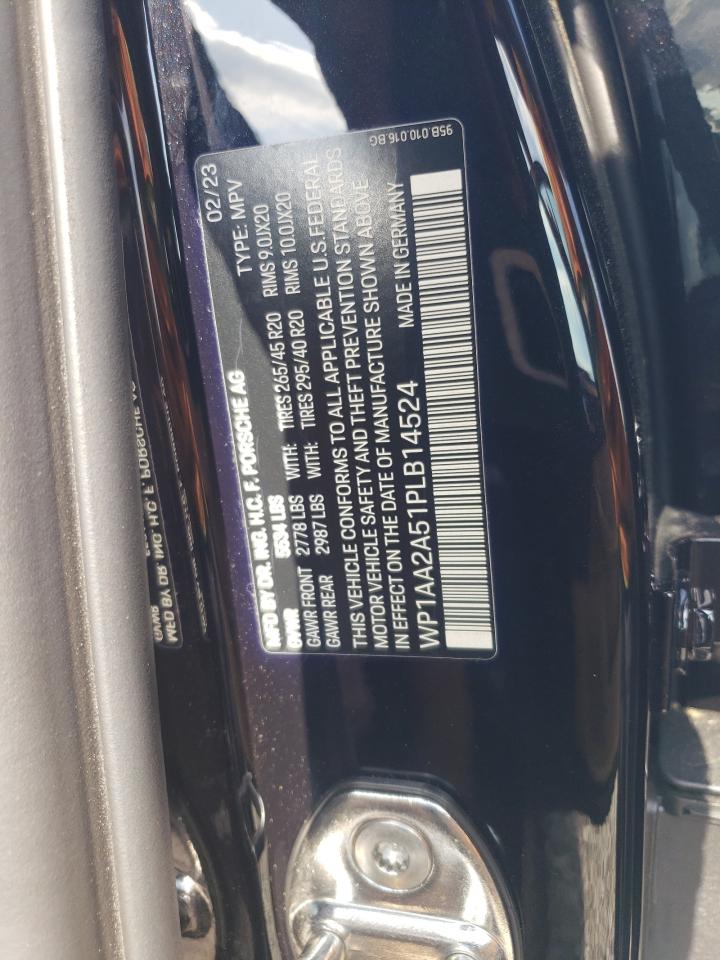 02/23
MFD BY DR. ING. H.C. F. PORSCHE AG TYPE: MPV
GVWR 5534 LBS
GAWR FRONT 2778 LBS WITH: TIRES 265/45 R20 RIMS 9.0JX20
GAWR REAR 2987 LBS WITH: TIRES 295/40 R20 RIMS 10.0JX20
THIS VEHICLE CONFORMS TO ALL APPLICABLE U.S. FEDERAL
MOTOR VEHICLE SAFETY AND THEFT PREVENTION STANDARDS
IN EFFECT ON THE DATE OF MANUFACTURE SHOWN ABOVE
WP1AA2A51PLB14524 MADE IN GERMANY
95B.010.016.BG